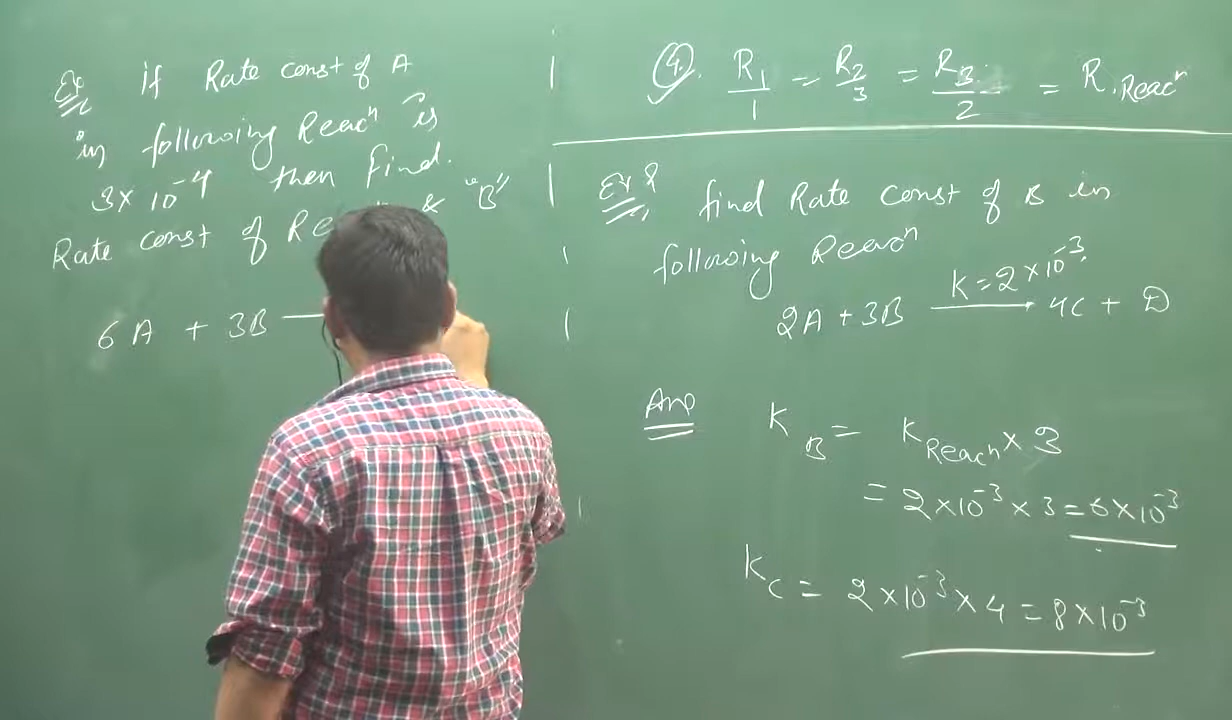 Ex If Rate const of A
in following Reacⁿ is
3×10⁻⁴ then Find.
Rate const of Re & "B"
6A + 3B
4. R₁/1 = R₂/3 = R₃/2 = R.Reacⁿ
Ex 2 find Rate const of B in
following Reacⁿ
2A + 3B K=2×10⁻³ → 4C + D
Ans K_B = K_Reacn × 3
= 2×10⁻³ × 3 = 6×10⁻³
K_C = 2×10⁻³ × 4 = 8×10⁻³